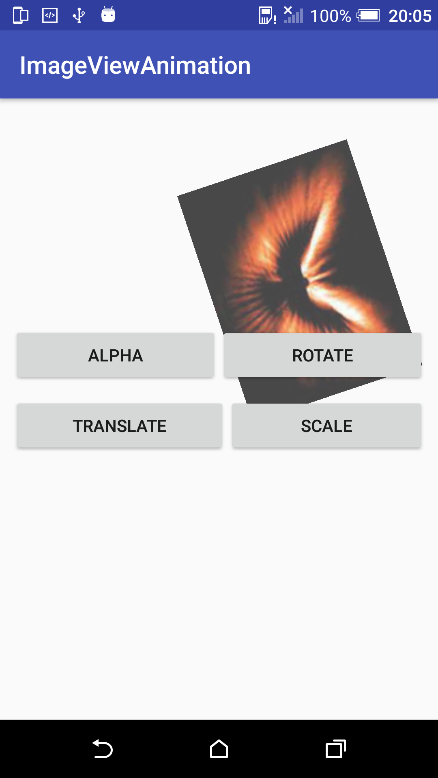 100% 20:05
ImageViewAnimation
ALPHA ROTATE
TRANSLATE SCALE